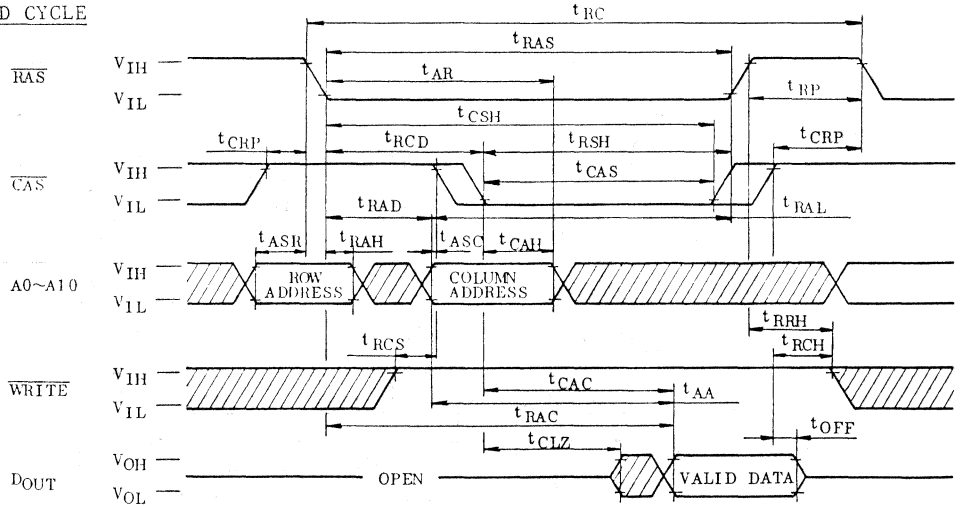 D CYCLE
tRC
tRAS
tAR
RAS
VIH
VIL
tRP
tCSH
tCRP
tRCD
tRSH
tCRP
CAS
VIH
VIL
tCAS
tRAD
tRAL
tASR
tRAH
tASC
tCAH
A0~A10
VIH
VIL
ROW
ADDRESS
COLUMN
ADDRESS
tRRH
tRCS
tRCH
WRITE
VIH
VIL
tCAC
tAA
tRAC
tOFF
tCLZ
DOUT
VOH
VOL
OPEN
VALID DATA